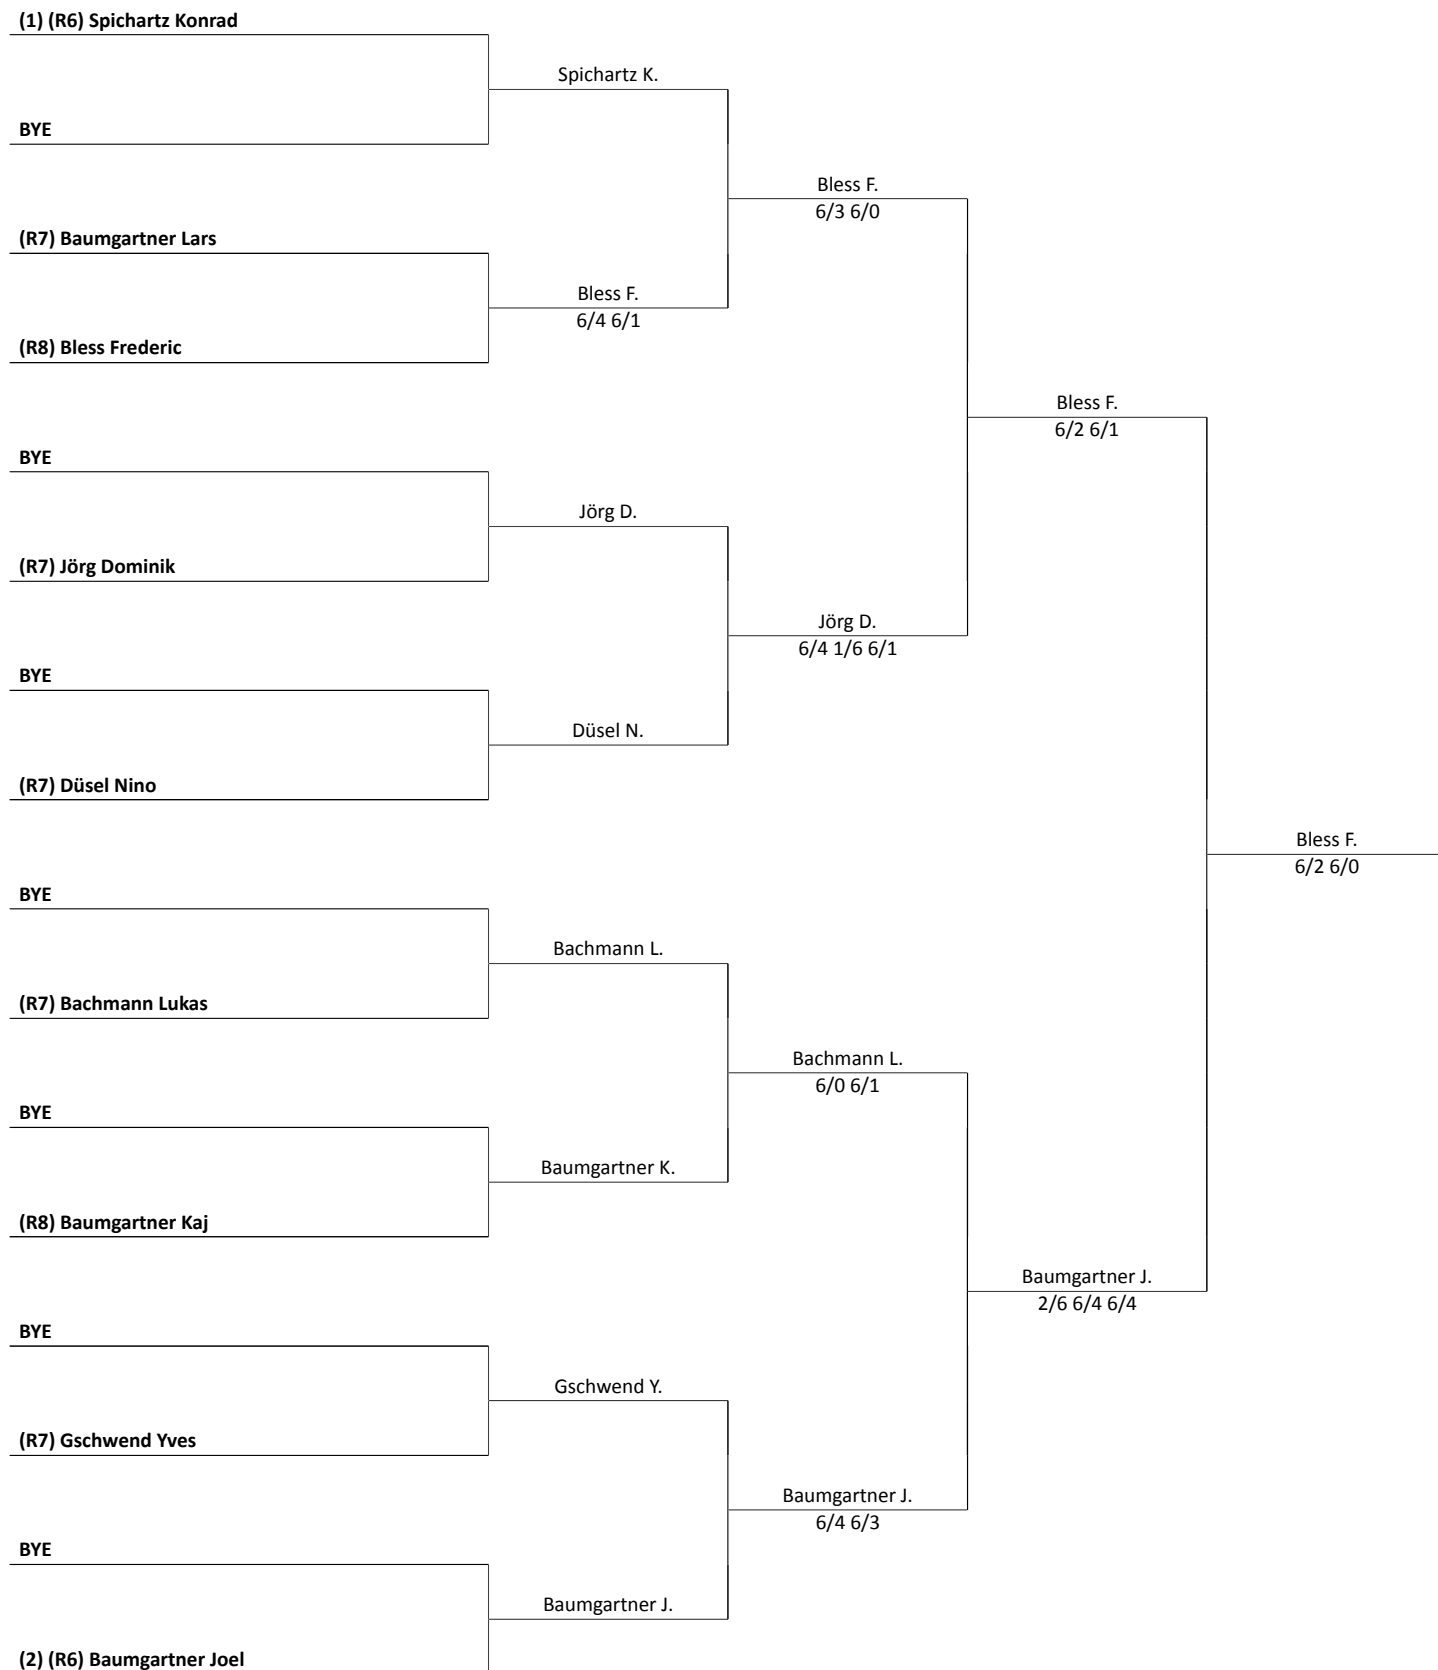 (1) (R6) Spichartz Konrad
Spichartz K.
BYE
Bless F.
6/3 6/0
(R7) Baumgartner Lars
Bless F.
6/4 6/1
(R8) Bless Frederic
Bless F.
6/2 6/1
BYE
Jörg D.
(R7) Jörg Dominik
Jörg D.
6/4 1/6 6/1
BYE
Düsel N.
(R7) Düsel Nino
Bless F.
6/2 6/0
BYE
Bachmann L.
(R7) Bachmann Lukas
Bachmann L.
6/0 6/1
BYE
Baumgartner K.
(R8) Baumgartner Kaj
Baumgartner J.
2/6 6/4 6/4
BYE
Gschwend Y.
(R7) Gschwend Yves
Baumgartner J.
6/4 6/3
BYE
Baumgartner J.
(2) (R6) Baumgartner Joel